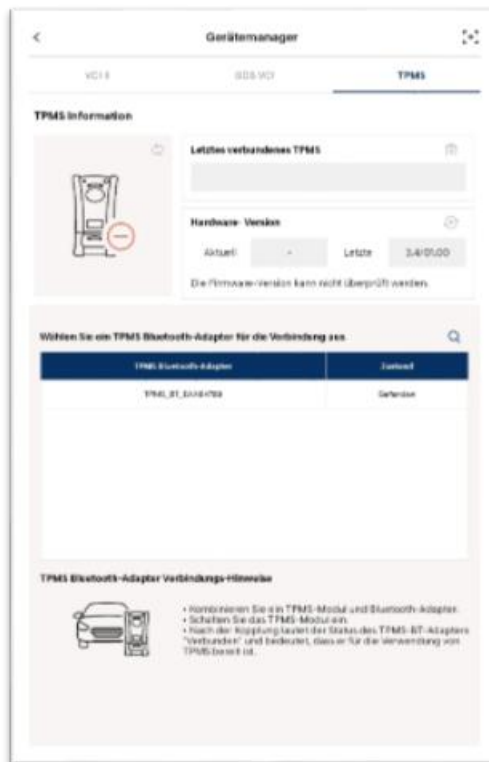 Gerätemanager
VCI II
TPMS
TPMS Information
Letztes verbundenes TPMS
Hardware- Version
Aktuell - Letzte 3.4/01.00
Die Firmware-Version kann nicht überprüft werden.
Wählen Sie ein TPMS Bluetooth-Adapter für die Verbindung aus.
TPMS Bluetooth-Adapter Zustand
Gefunden
TPMS Bluetooth-Adapter Verbindungs-Hinweise
• Kombinieren Sie ein TPMS-Modul und Bluetooth-Adapter.
• Schalten Sie das TPMS-Modul ein.
• Nach der Kopplung lautet der Status des TPMS-BT-Adapters
"Verbunden" und bedeutet, dass er für die Verwendung von
TPMS bereit ist.